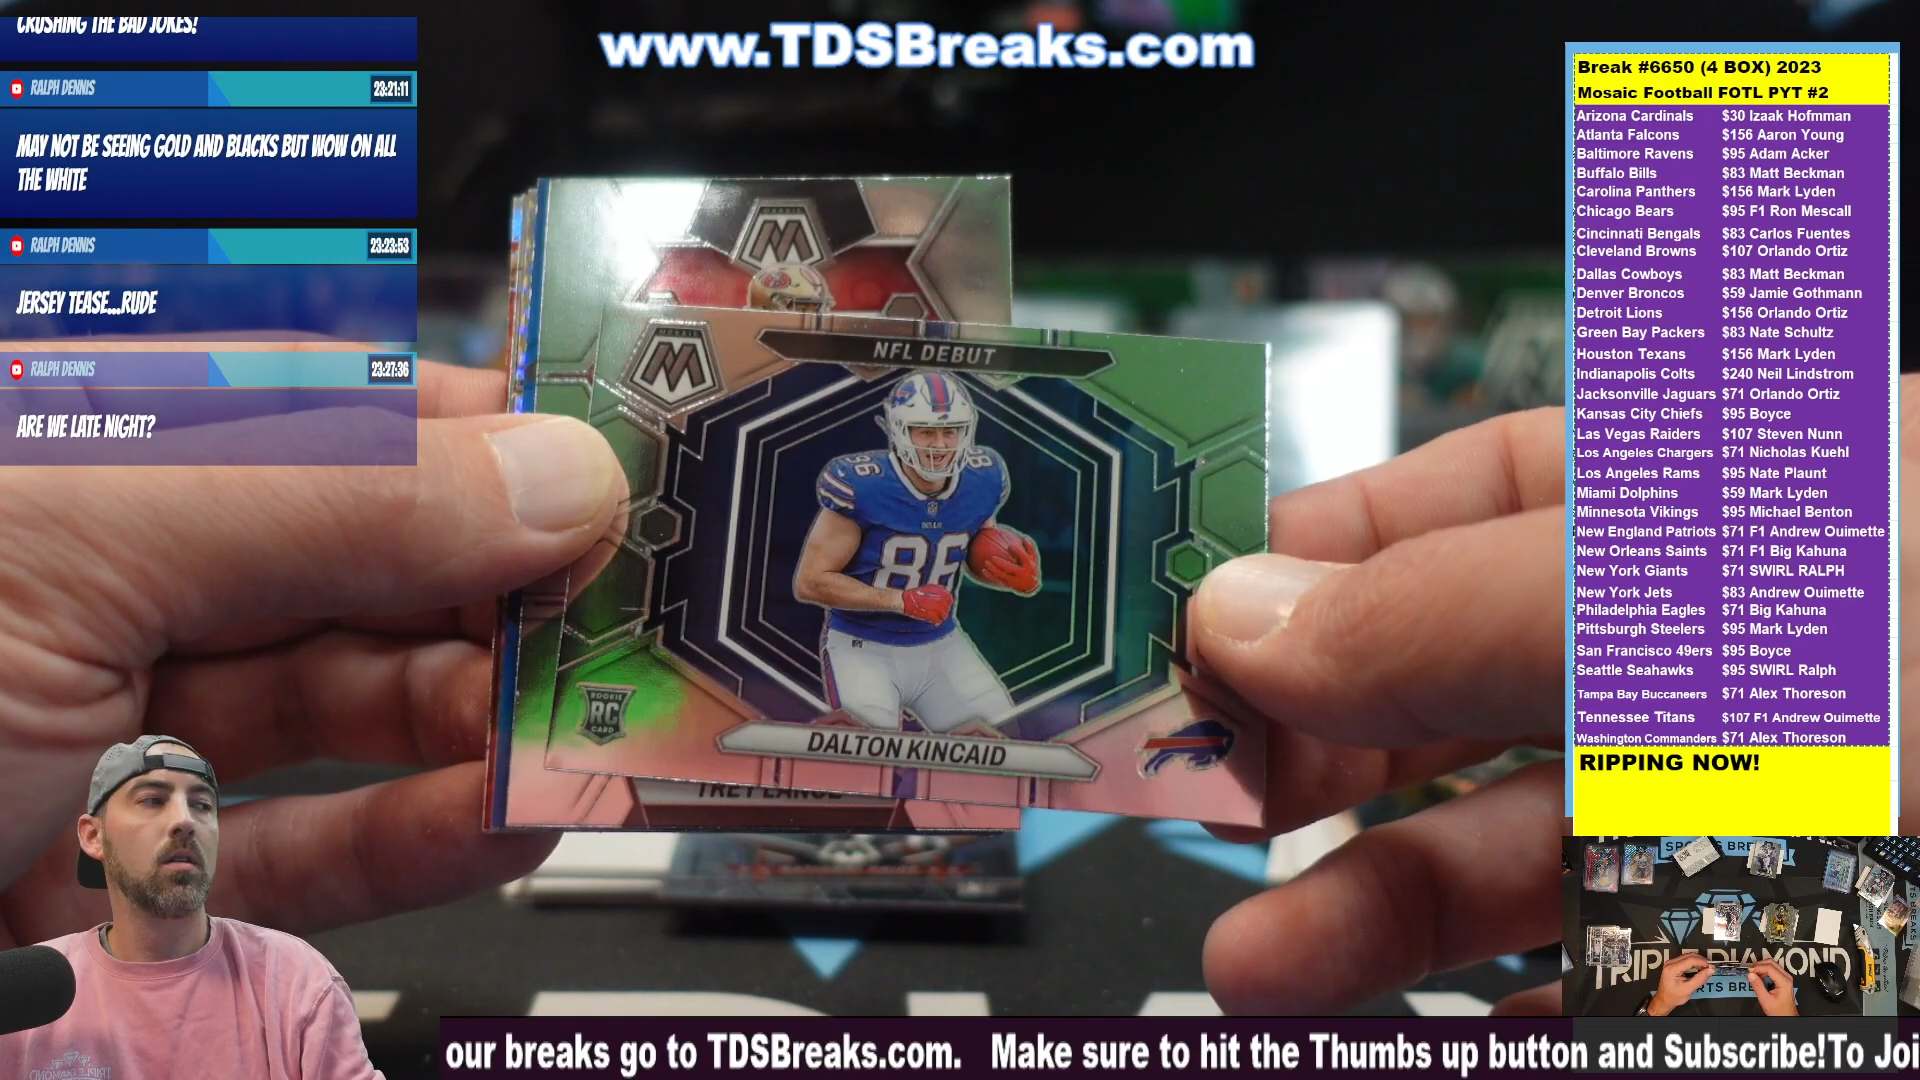 CRUSHING THE BAD JOKES!
RALPH DENNIS 23:21:11
MAY NOT BE SEEING GOLD AND BLACKS BUT WOW ON ALL
THE WHITE
RALPH DENNIS 23:23:53
JERSEY TEASE...RUDE
RALPH DENNIS 23:27:36
ARE WE LATE NIGHT?
www.TDSBreaks.com
MOSAIC
M
NFL DEBUT
BILLS
86
86
86
ROOKIE
RC
CARD
DALTON KINCAID
TREY LANCE
Break #6650 (4 BOX) 2023
Mosaic Football FOTL PYT #2
Arizona Cardinals $30 Izaak Hofmman
Atlanta Falcons $156 Aaron Young
Baltimore Ravens $95 Adam Acker
Buffalo Bills $83 Matt Beckman
Carolina Panthers $156 Mark Lyden
Chicago Bears $95 F1 Ron Mescall
Cincinnati Bengals $83 Carlos Fuentes
Cleveland Browns $107 Orlando Ortiz
Dallas Cowboys $83 Matt Beckman
Denver Broncos $59 Jamie Gothmann
Detroit Lions $156 Orlando Ortiz
Green Bay Packers $83 Nate Schultz
Houston Texans $156 Mark Lyden
Indianapolis Colts $240 Neil Lindstrom
Jacksonville Jaguars $71 Orlando Ortiz
Kansas City Chiefs $95 Boyce
Las Vegas Raiders $107 Steven Nunn
Los Angeles Chargers $71 Nicholas Kuehl
Los Angeles Rams $95 Nate Plaunt
Miami Dolphins $59 Mark Lyden
Minnesota Vikings $95 Michael Benton
New England Patriots $71 F1 Andrew Ouimette
New Orleans Saints $71 F1 Big Kahuna
New York Giants $71 SWIRL RALPH
New York Jets $83 Andrew Ouimette
Philadelphia Eagles $71 Big Kahuna
Pittsburgh Steelers $95 Mark Lyden
San Francisco 49ers $95 Boyce
Seattle Seahawks $95 SWIRL Ralph
Tampa Bay Buccaneers $71 Alex Thoreson
Tennessee Titans $107 F1 Andrew Ouimette
Washington Commanders $71 Alex Thoreson
RIPPING NOW!
TRIPLE DIAMOND
our breaks go to TDSBreaks.com. Make sure to hit the Thumbs up button and Subscribe!To Joi